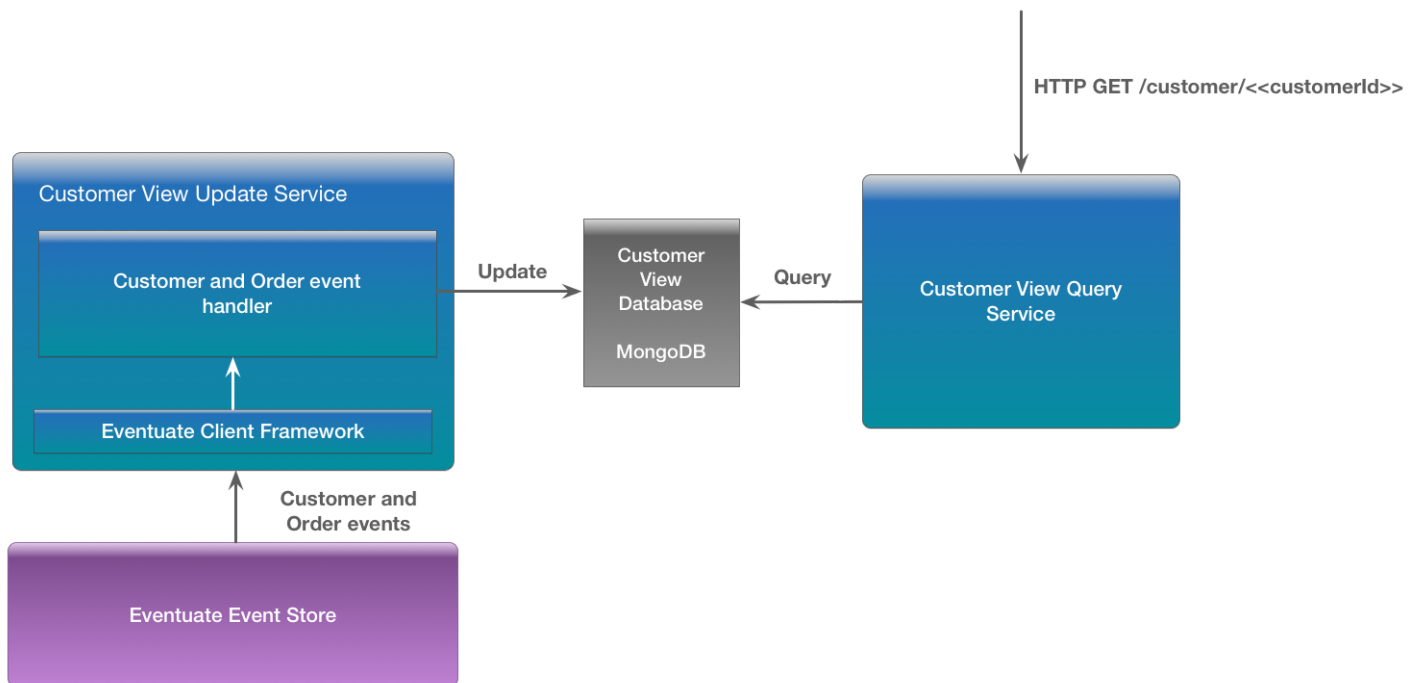 HTTP GET /customer/<<customerId>>
Customer View Update Service
Customer and Order event
handler
Eventuate Client Framework
Update
Customer
View
Database
MongoDB
Query
Customer View Query
Service
Customer and
Order events
Eventuate Event Store